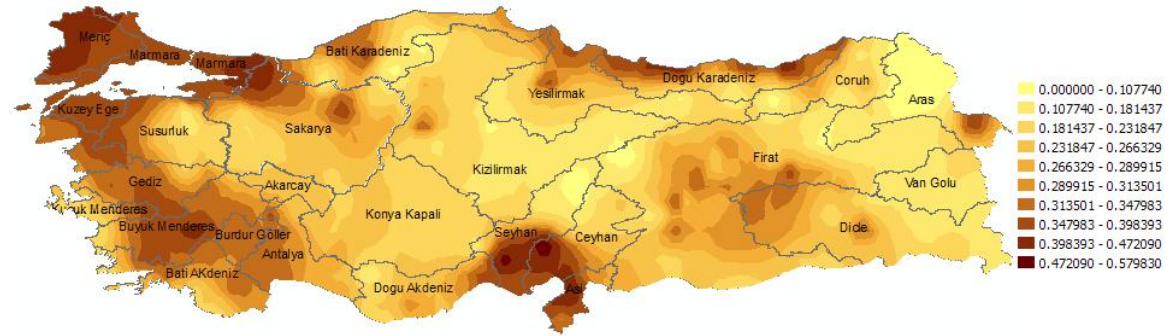 Meriç
Marmara
Marmara
Bati Karadeniz
Dogu Karadeniz
Coruh
Yesilirmak
Aras
Kuzey Ege
Susurluk
Sakarya
Firat
Kizilirmak
Gediz
Akarcay
Van Golu
Kuçuk Menderes
Konya Kapali
Buyuk Menderes
Burdur Göller
Seyhan
Ceyhan
Dicle
Antalya
Bati AKdeniz
Dogu Akdeniz
Asi
0.000000 - 0.107740
0.107740 - 0.181437
0.181437 - 0.231847
0.231847 - 0.266329
0.266329 - 0.289915
0.289915 - 0.313501
0.313501 - 0.347983
0.347983 - 0.398393
0.398393 - 0.472090
0.472090 - 0.579830